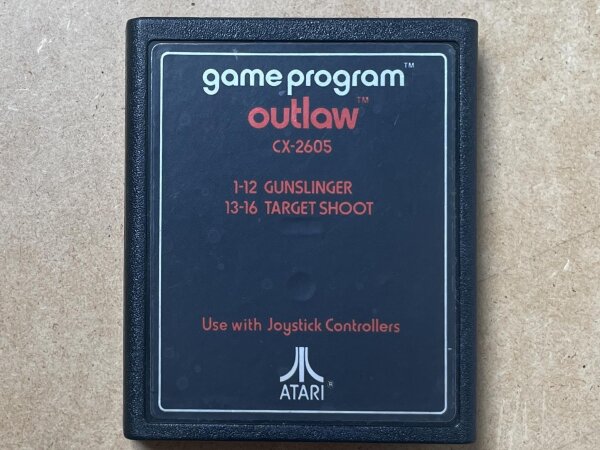 game program™
outlaw™
CX-2605
1-12 GUNSLINGER
13-16 TARGET SHOOT
Use with Joystick Controllers
ATARI®